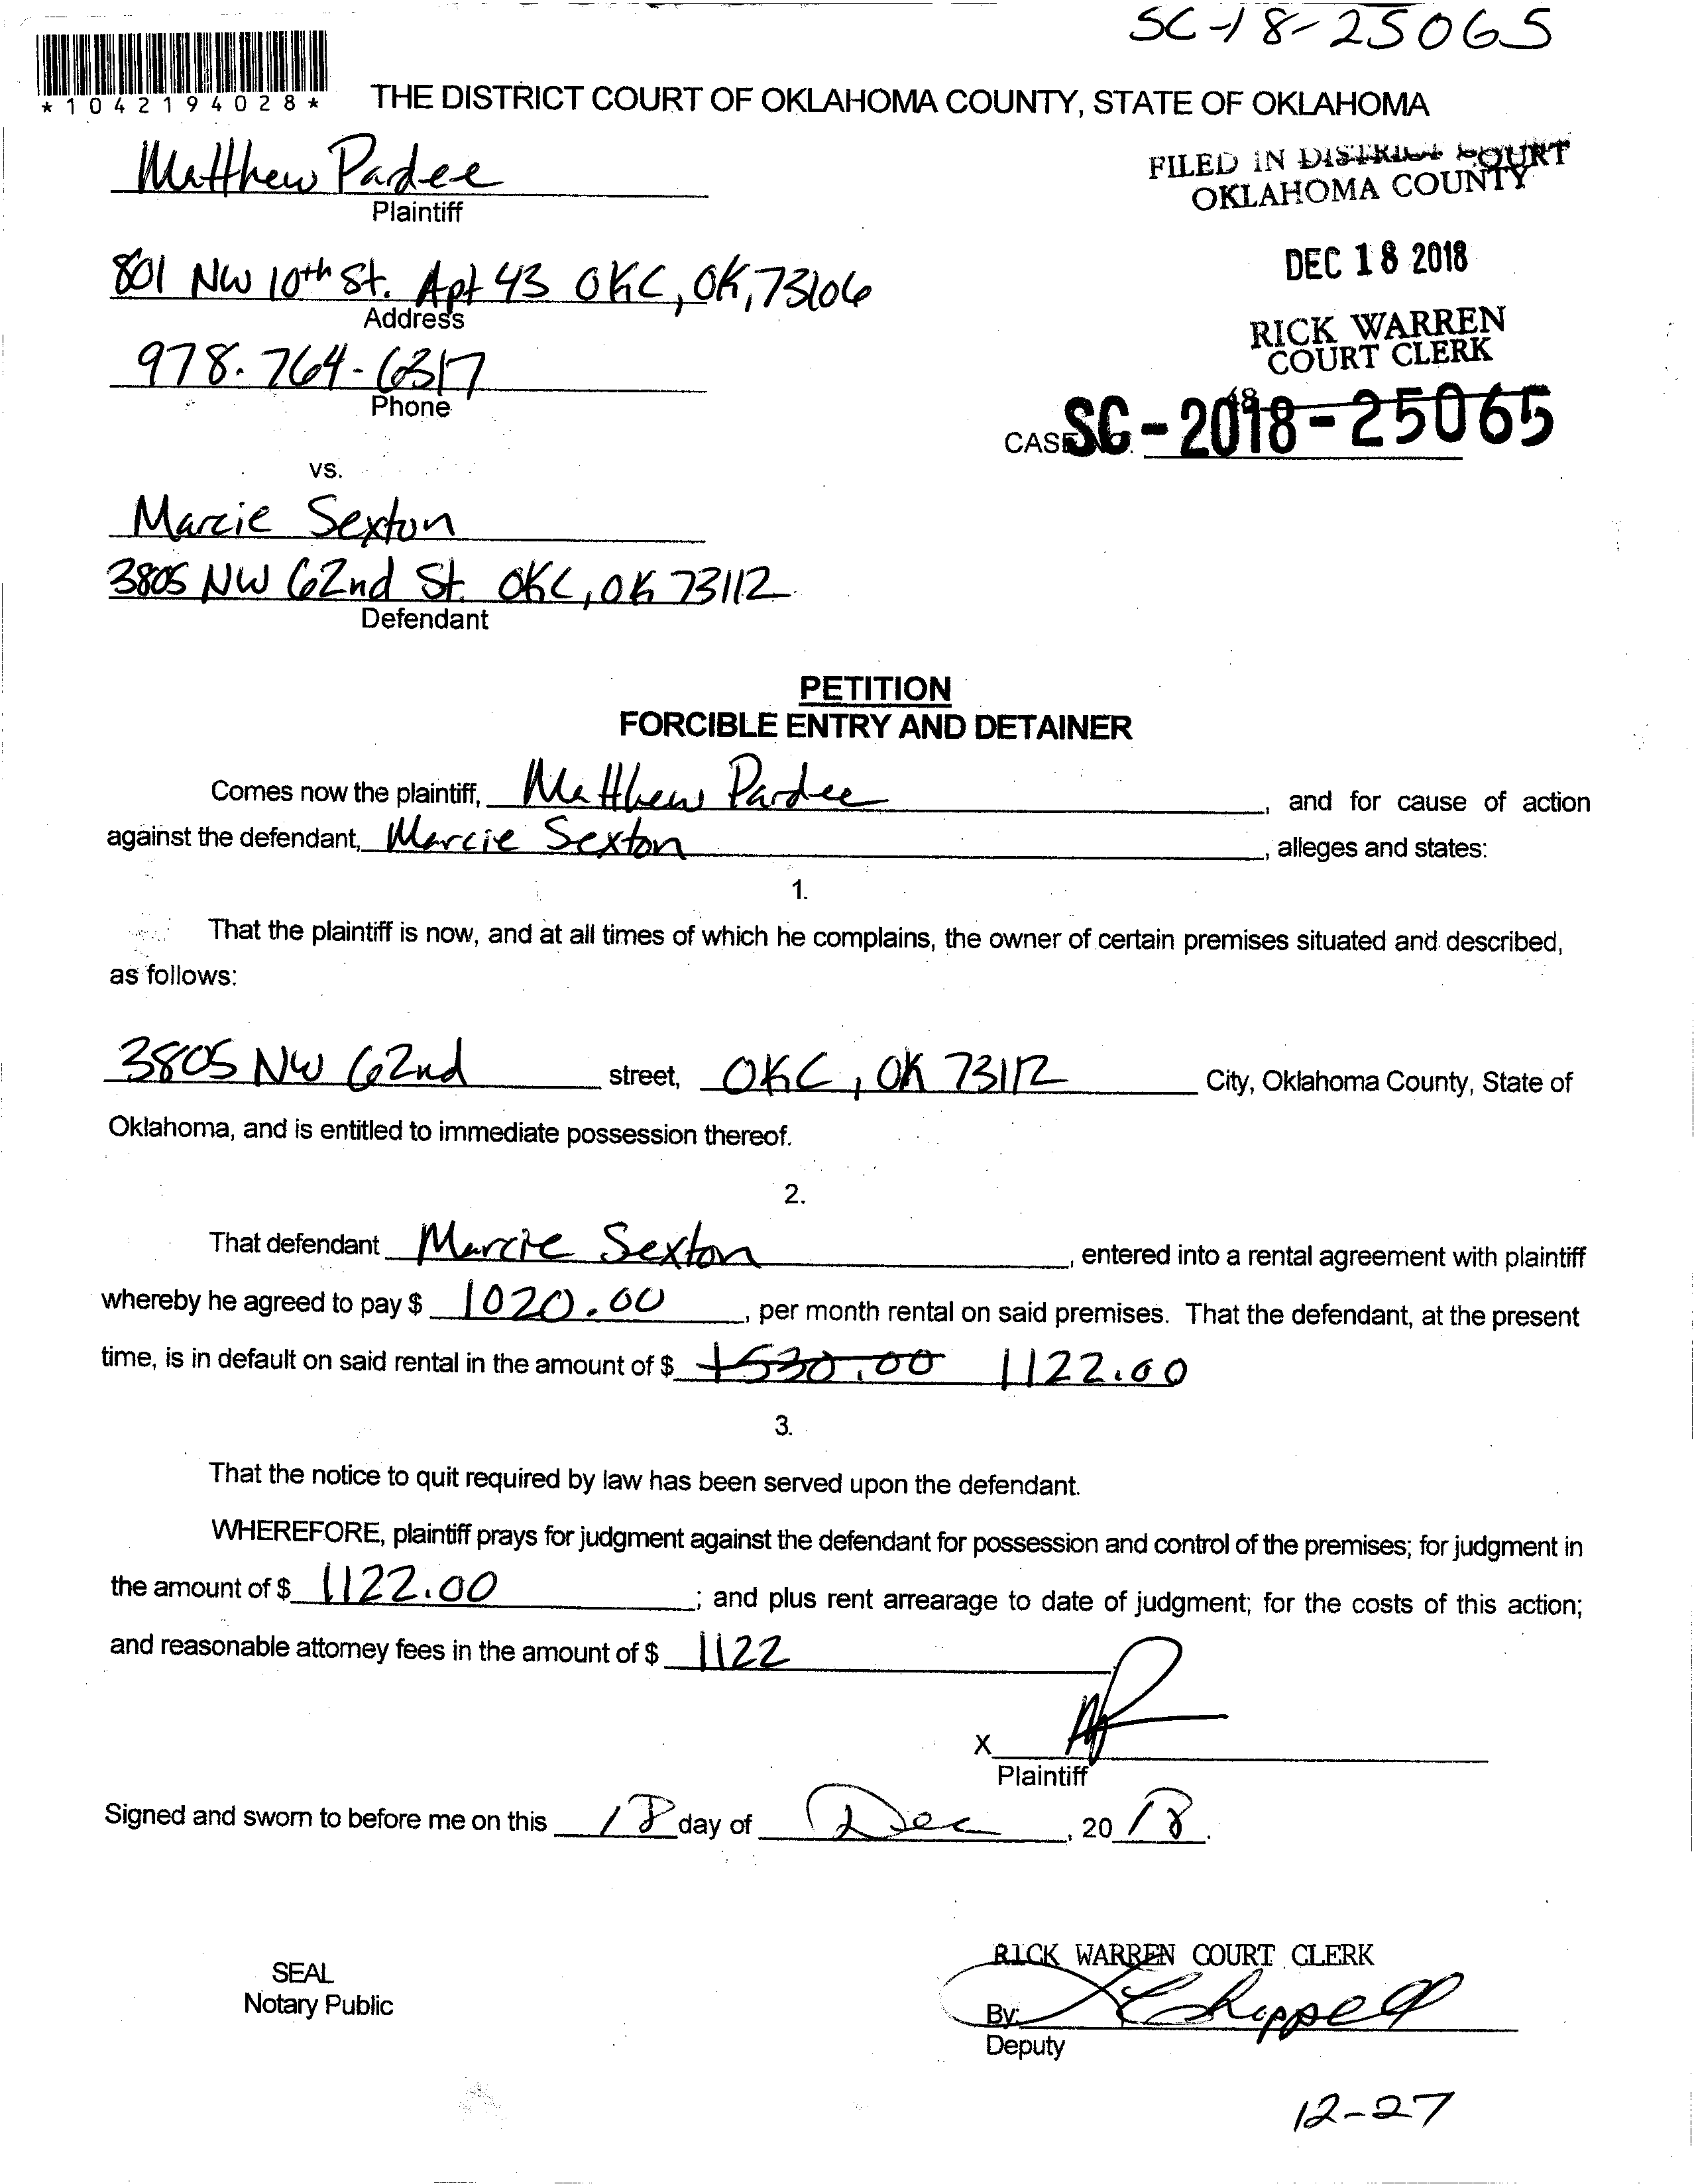 SC-18-25065
*1042194028*
THE DISTRICT COURT OF OKLAHOMA COUNTY, STATE OF OKLAHOMA
Matthew Pardee
Plaintiff
FILED IN DISTRICT COURT
OKLAHOMA COUNTY
801 NW 10th St. Apt 43 OKC, OK, 73106
Address
DEC 18 2018
978.764-6317
Phone
RICK WARREN
COURT CLERK
CASE SC-2018-25065
48
vs.
Marcie Sexton
3805 NW 62nd St. OKC, OK 73112
Defendant
PETITION
FORCIBLE ENTRY AND DETAINER
Comes now the plaintiff, Matthew Pardee, and for cause of action
against the defendant, Marcie Sexton, alleges and states:
1.
That the plaintiff is now, and at all times of which he complains, the owner of certain premises situated and described,
as follows:
3805 NW 62nd street, OKC, OK 73112 City, Oklahoma County, State of
Oklahoma, and is entitled to immediate possession thereof.
2.
That defendant Marcie Sexton, entered into a rental agreement with plaintiff
whereby he agreed to pay $ 1020.00, per month rental on said premises. That the defendant, at the present
time, is in default on said rental in the amount of $ 1530.00 1122.00
3.
That the notice to quit required by law has been served upon the defendant.
WHEREFORE, plaintiff prays for judgment against the defendant for possession and control of the premises; for judgment in
the amount of $ 1122.00; and plus rent arrearage to date of judgment; for the costs of this action;
and reasonable attorney fees in the amount of $ 1122
X
Plaintiff
Signed and sworn to before me on this 18 day of Dec, 20 18.
SEAL
Notary Public
RICK WARREN COURT CLERK
By: Chappell
Deputy
12-27